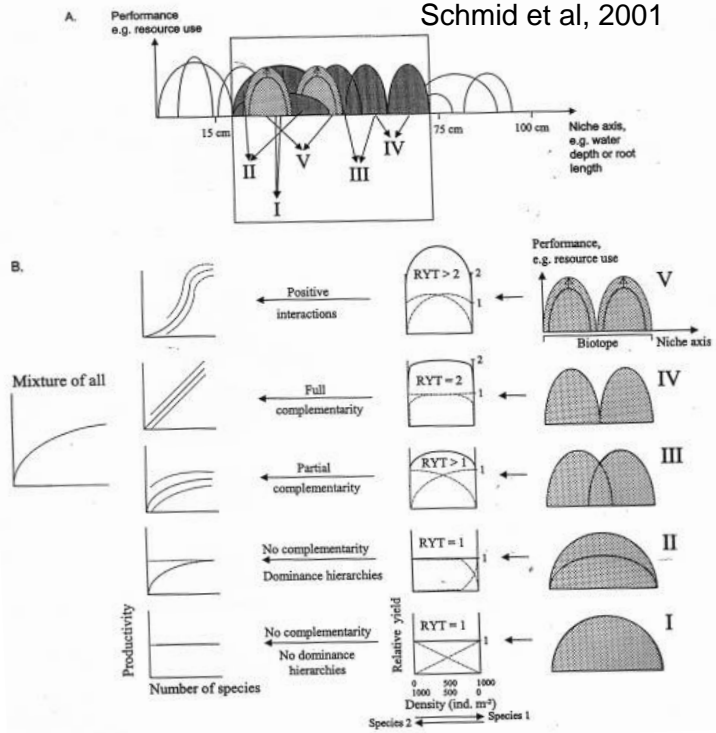 Schmid et al, 2001
A.
Performance
e.g. resource use
15 cm
75 cm
100 cm
Niche axis,
e.g. water
depth or root
length
II
I
V
III
IV
B.
Positive
interactions
RYT > 2
2
1
Performance,
e.g. resource use
V
Biotope
Niche axis
Mixture of all
Full
complementarity
RYT = 2
2
1
IV
Partial
complementarity
RYT > 1
1
III
No complementarity
Dominance hierarchies
RYT = 1
1
II
Productivity
Number of species
No complementarity
No dominance
hierarchies
Relative yield
RYT = 1
1
I
0 500 1000
1000 500 0
Density (ind. m⁻²)
Species 2
Species 1